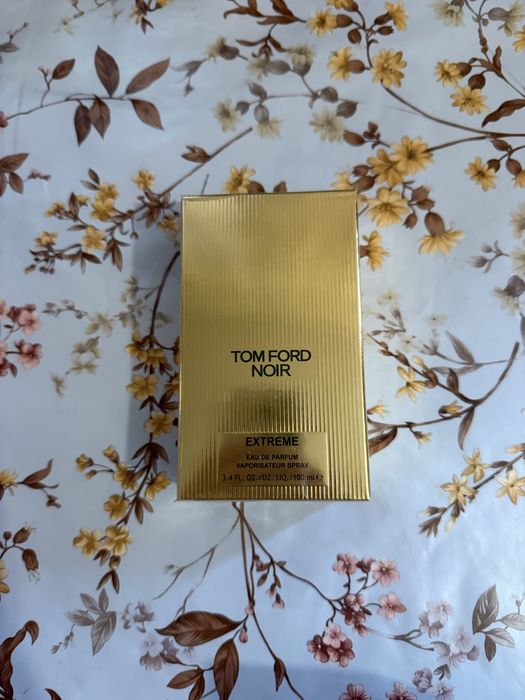 TOM FORD
NOIR
EXTREME
EAU DE PARFUM
VAPORISATEUR SPRAY
3.4 FL. OZ./OZ. LIQ./100 ml ℮